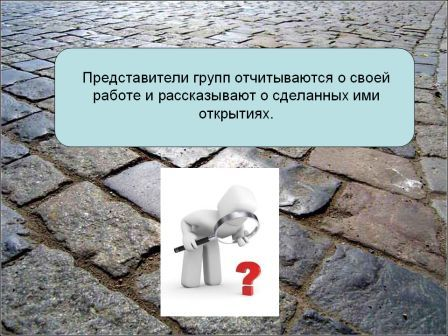 Представители групп отчитываются о своей
работе и рассказывают о сделанных ими
открытиях.
?